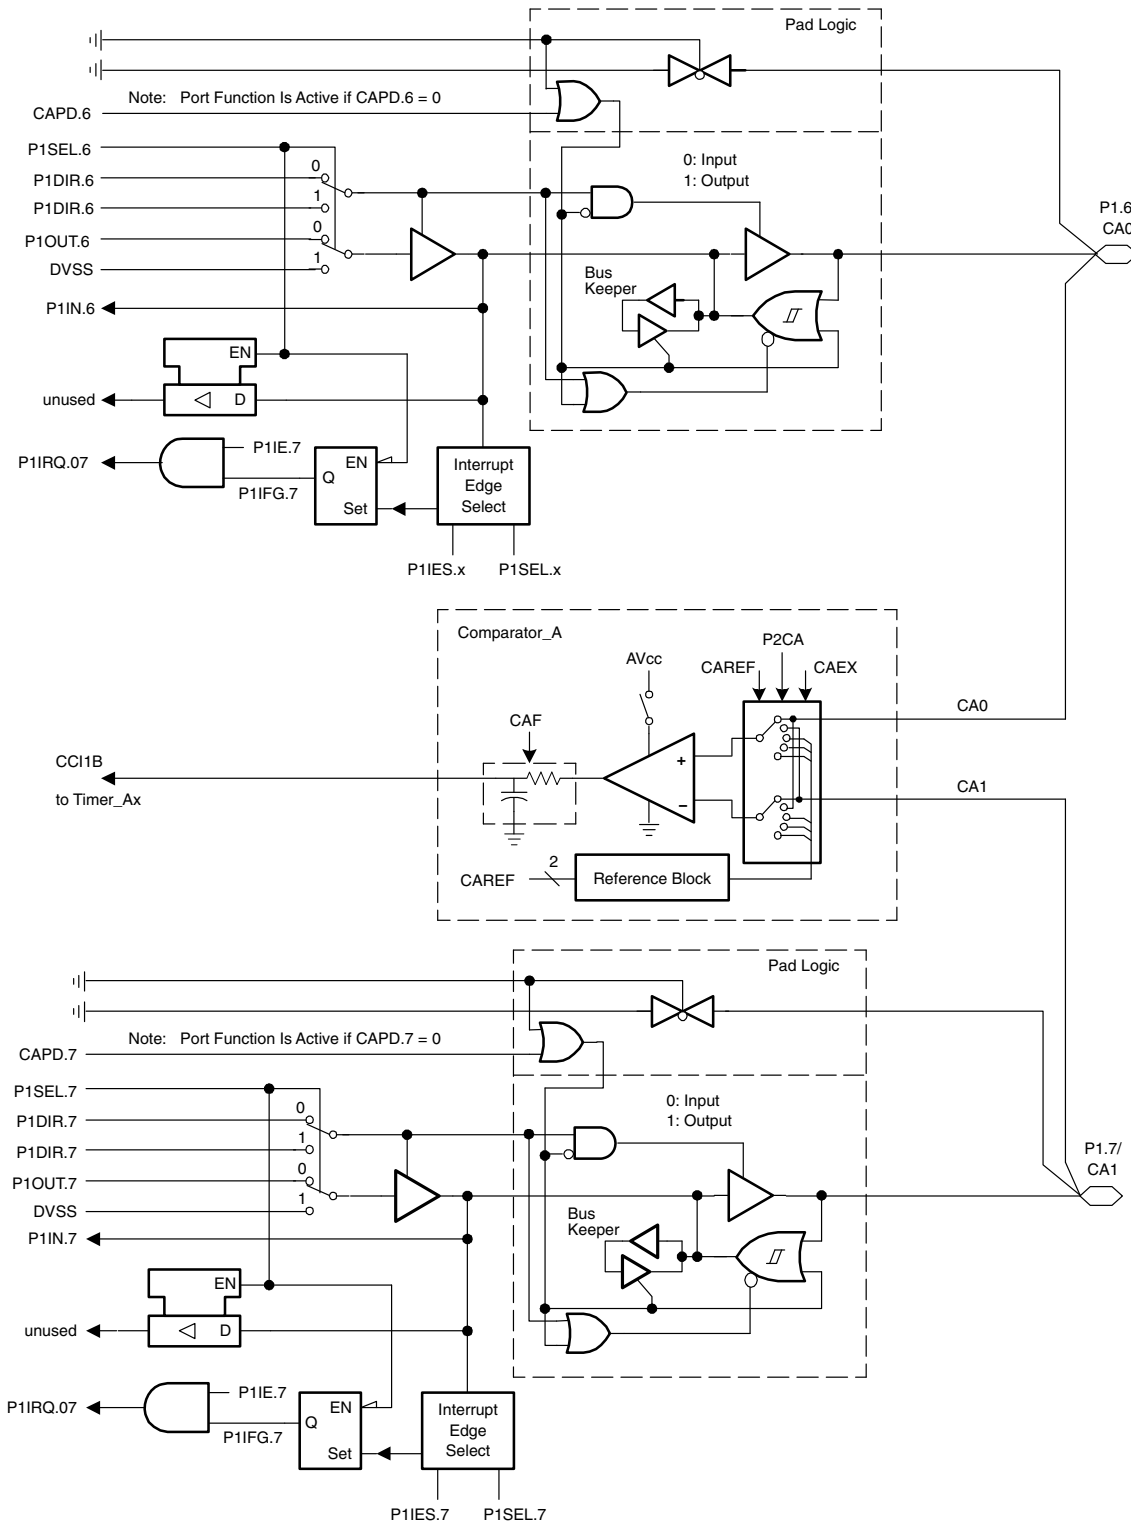 Pad Logic
Note: Port Function Is Active if CAPD.6 = 0
CAPD.6
P1SEL.6
0
P1DIR.6
1
P1DIR.6
0
P1OUT.6
1
DVSS
P1IN.6
0: Input
1: Output
P1.6
CA0
Bus
Keeper
EN
unused
D
P1IRQ.07
P1IE.7
P1IFG.7
EN
Q
Set
Interrupt
Edge
Select
P1IES.x
P1SEL.x
Comparator_A
P2CA
AVcc
CAREF
CAEX
CA0
CAF
+
CCI1B
to Timer_Ax
CA1
−
2
CAREF
Reference Block
Pad Logic
Note: Port Function Is Active if CAPD.7 = 0
CAPD.7
P1SEL.7
0
P1DIR.7
1
P1DIR.7
0
P1OUT.7
1
DVSS
P1IN.7
0: Input
1: Output
P1.7/
CA1
Bus
Keeper
EN
unused
D
P1IRQ.07
P1IE.7
P1IFG.7
EN
Q
Set
Interrupt
Edge
Select
P1IES.7
P1SEL.7